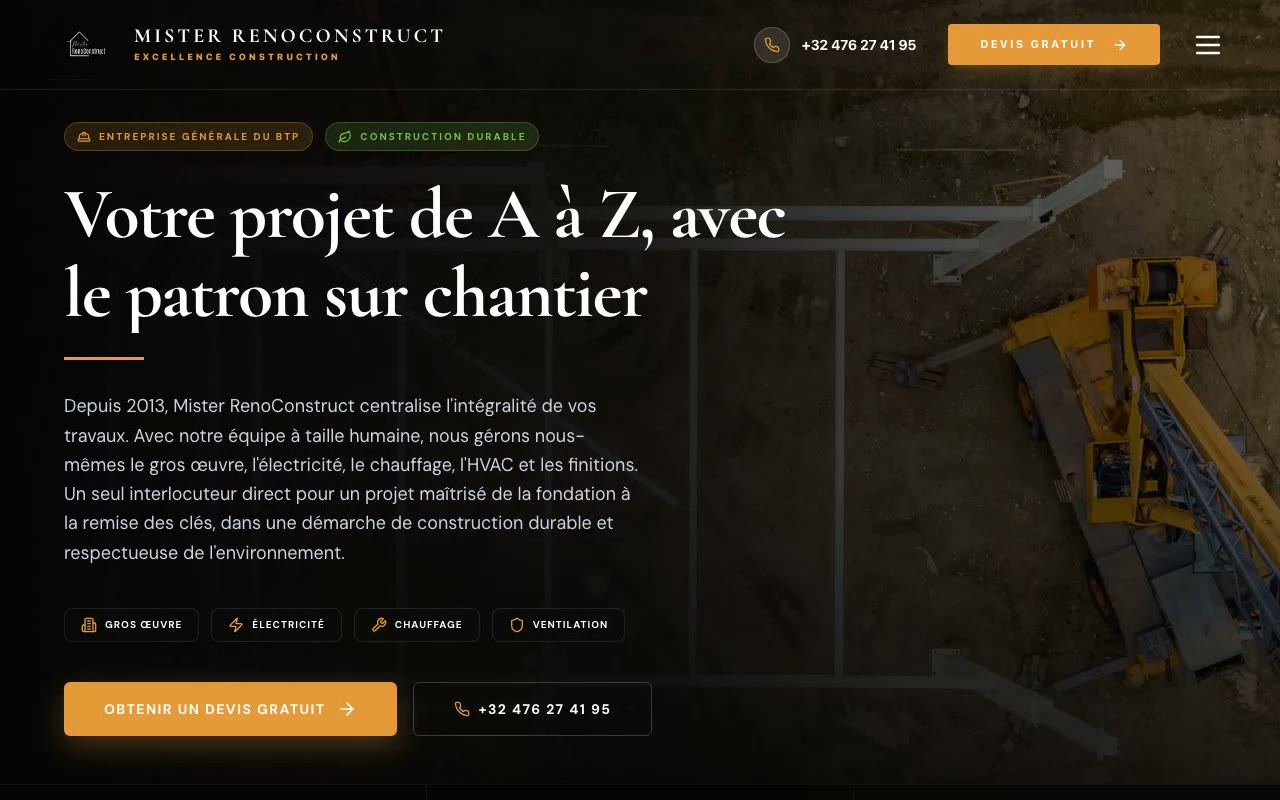 RenoConstruct
MISTER RENOCONSTRUCT
EXCELLENCE CONSTRUCTION
+32 476 27 41 95
DEVIS GRATUIT
ENTREPRISE GÉNÉRALE DU BTP
CONSTRUCTION DURABLE
Votre projet de A à Z, avec
le patron sur chantier
Depuis 2013, Mister RenoConstruct centralise l'intégralité de vos
travaux. Avec notre équipe à taille humaine, nous gérons nous-
mêmes le gros œuvre, l'électricité, le chauffage, l'HVAC et les finitions.
Un seul interlocuteur direct pour un projet maîtrisé de la fondation à
la remise des clés, dans une démarche de construction durable et
respectueuse de l'environnement.
GROS ŒUVRE
ÉLECTRICITÉ
CHAUFFAGE
VENTILATION
OBTENIR UN DEVIS GRATUIT
+32 476 27 41 95